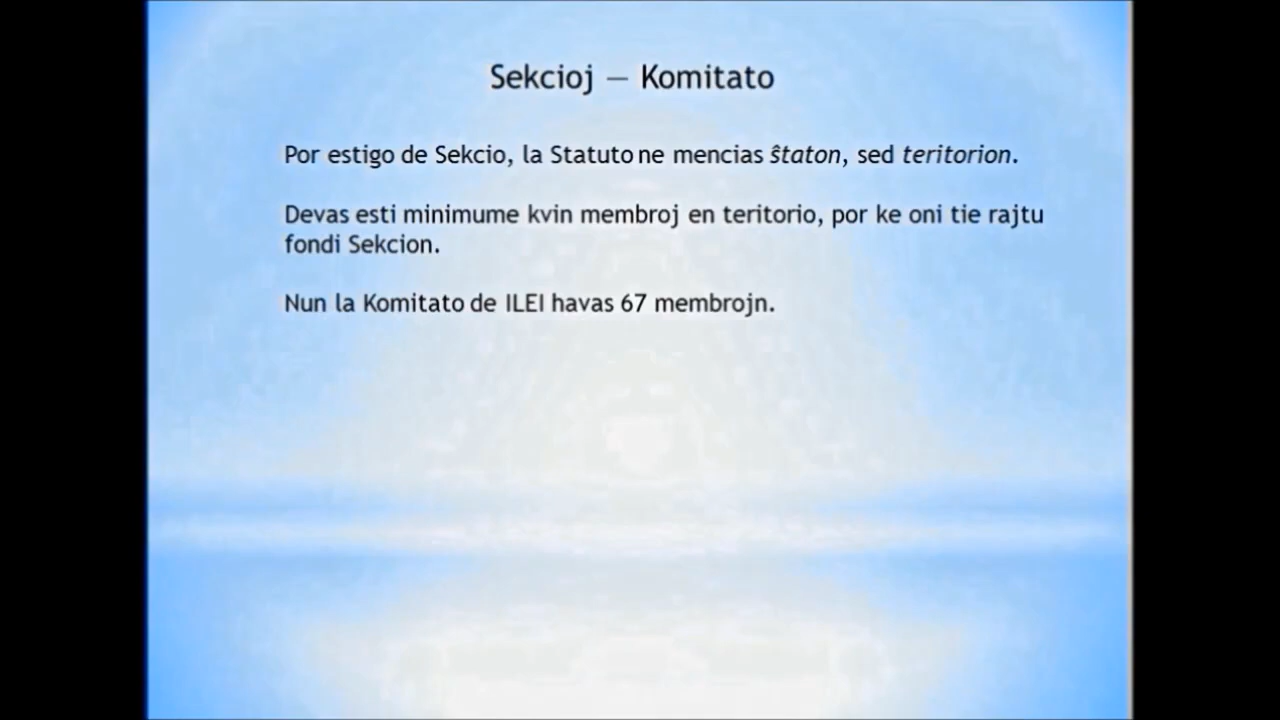 Sekcioj — Komitato
Por estigo de Sekcio, la Statuto ne mencias ŝtaton, sed teritorion.
Devas esti minimume kvin membroj en teritorio, por ke oni tie rajtu
fondi Sekcion.
Nun la Komitato de ILEI havas 67 membrojn.